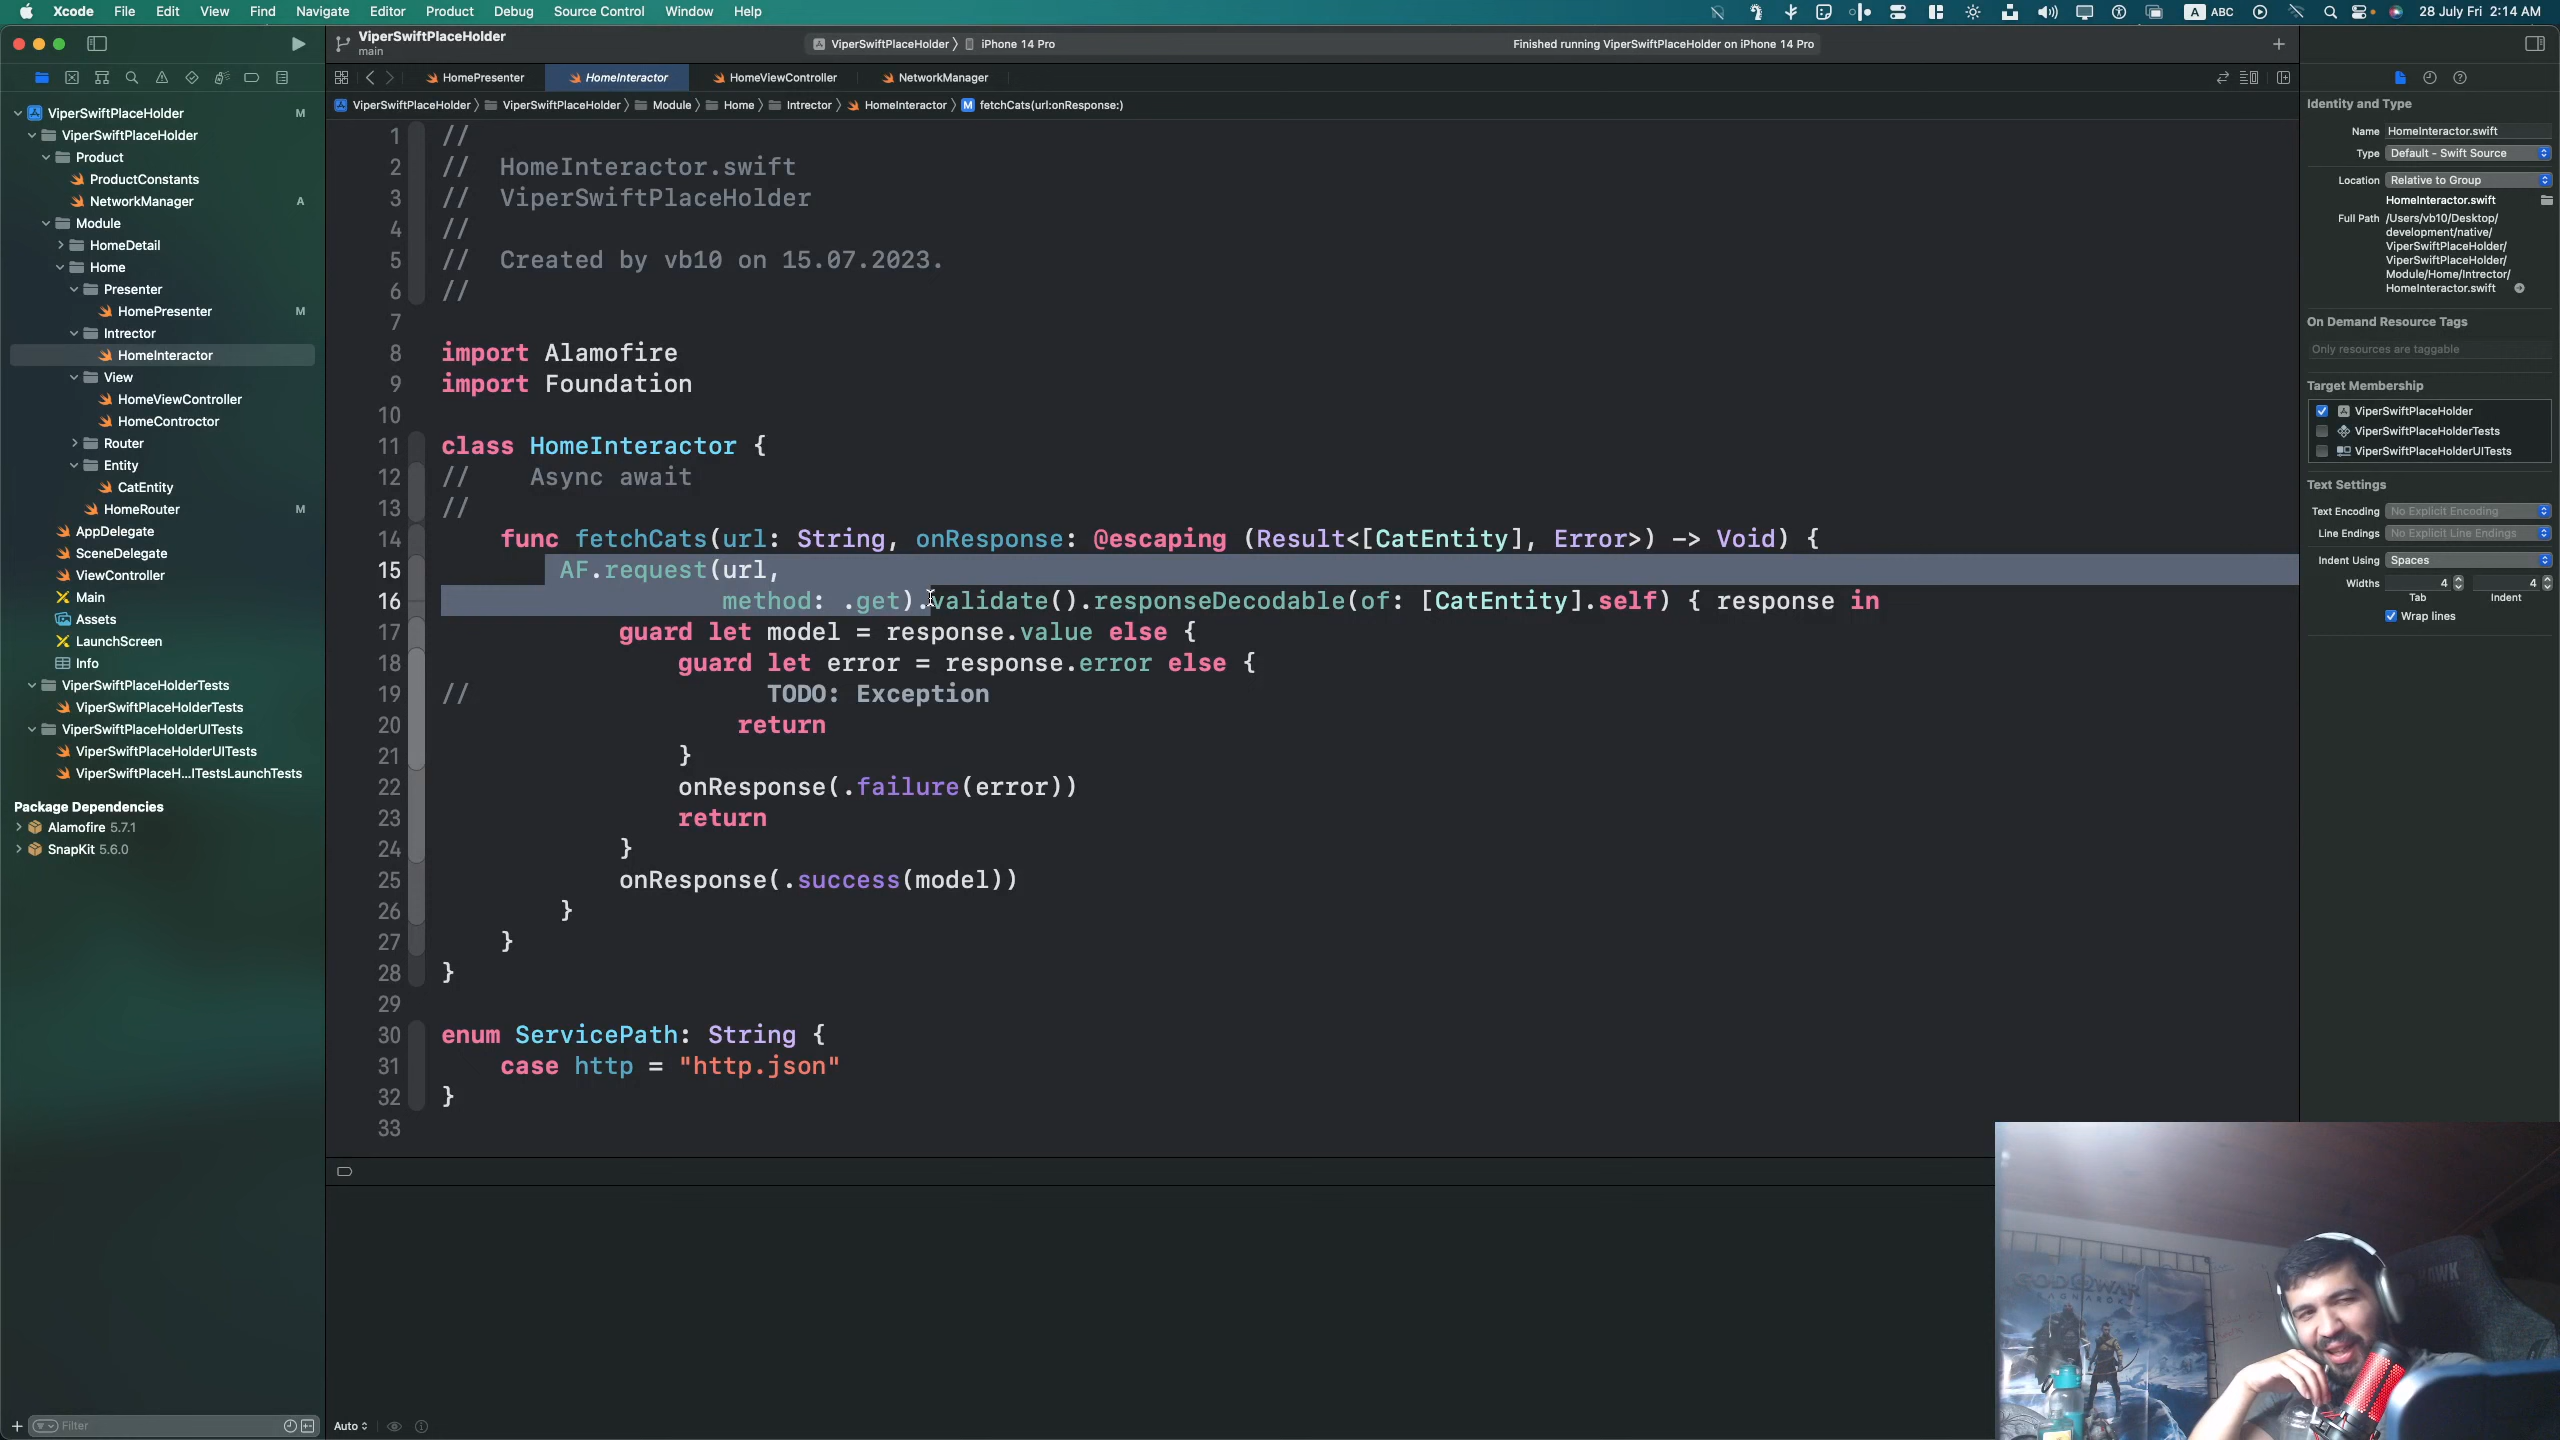 Xcode File Edit View Find Navigate Editor Product Debug Source Control Window Help
A ABC 28 July Fri 2:14 AM
ViperSwiftPlaceHolder
main
ViperSwiftPlaceHolder 〉 iPhone 14 Pro
Finished running ViperSwiftPlaceHolder on iPhone 14 Pro
HomePresenter HomeInteractor HomeViewController NetworkManager
ViperSwiftPlaceHolder 〉 ViperSwiftPlaceHolder 〉 Module 〉 Home 〉 Intrector 〉 HomeInteractor 〉 M fetchCats(url:onResponse:)
ViperSwiftPlaceHolder M
ViperSwiftPlaceHolder
Product
ProductConstants
NetworkManager A
Module
HomeDetail
Home
Presenter
HomePresenter M
Intrector
HomeInteractor
View
HomeViewController
HomeControctor
Router
Entity
CatEntity
HomeRouter M
AppDelegate
SceneDelegate
ViewController
Main
Assets
LaunchScreen
Info
ViperSwiftPlaceHolderTests
ViperSwiftPlaceHolderTests
ViperSwiftPlaceHolderUITests
ViperSwiftPlaceHolderUITests
ViperSwiftPlaceH...ITestsLaunchTests
Package Dependencies
Alamofire 5.7.1
SnapKit 5.6.0
Filter
1 //
2 //  HomeInteractor.swift
3 //  ViperSwiftPlaceHolder
4 //
5 //  Created by vb10 on 15.07.2023.
6 //
7
8 import Alamofire
9 import Foundation
10
11 class HomeInteractor {
12 //    Async await
13 //
14     func fetchCats(url: String, onResponse: @escaping (Result<[CatEntity], Error>) -> Void) {
15         AF.request(url,
16                    method: .get).validate().responseDecodable(of: [CatEntity].self) { response in
17             guard let model = response.value else {
18                 guard let error = response.error else {
19 //                    TODO: Exception
20                     return
21                 }
22                 onResponse(.failure(error))
23                 return
24             }
25             onResponse(.success(model))
26         }
27     }
28 }
29
30 enum ServicePath: String {
31     case http = "http.json"
32 }
33
Auto
Identity and Type
Name HomeInteractor.swift
Type Default - Swift Source
Location Relative to Group
HomeInteractor.swift
Full Path /Users/vb10/Desktop/
development/native/
ViperSwiftPlaceHolder/
ViperSwiftPlaceHolder/
Module/Home/Intrector/
HomeInteractor.swift
On Demand Resource Tags
Only resources are taggable
Target Membership
ViperSwiftPlaceHolder
ViperSwiftPlaceHolderTests
ViperSwiftPlaceHolderUITests
Text Settings
Text Encoding No Explicit Encoding
Line Endings No Explicit Line Endings
Indent Using Spaces
Widths 4 4
Tab Indent
Wrap lines
GOD OF WAR
RAGNAROK
HAWK